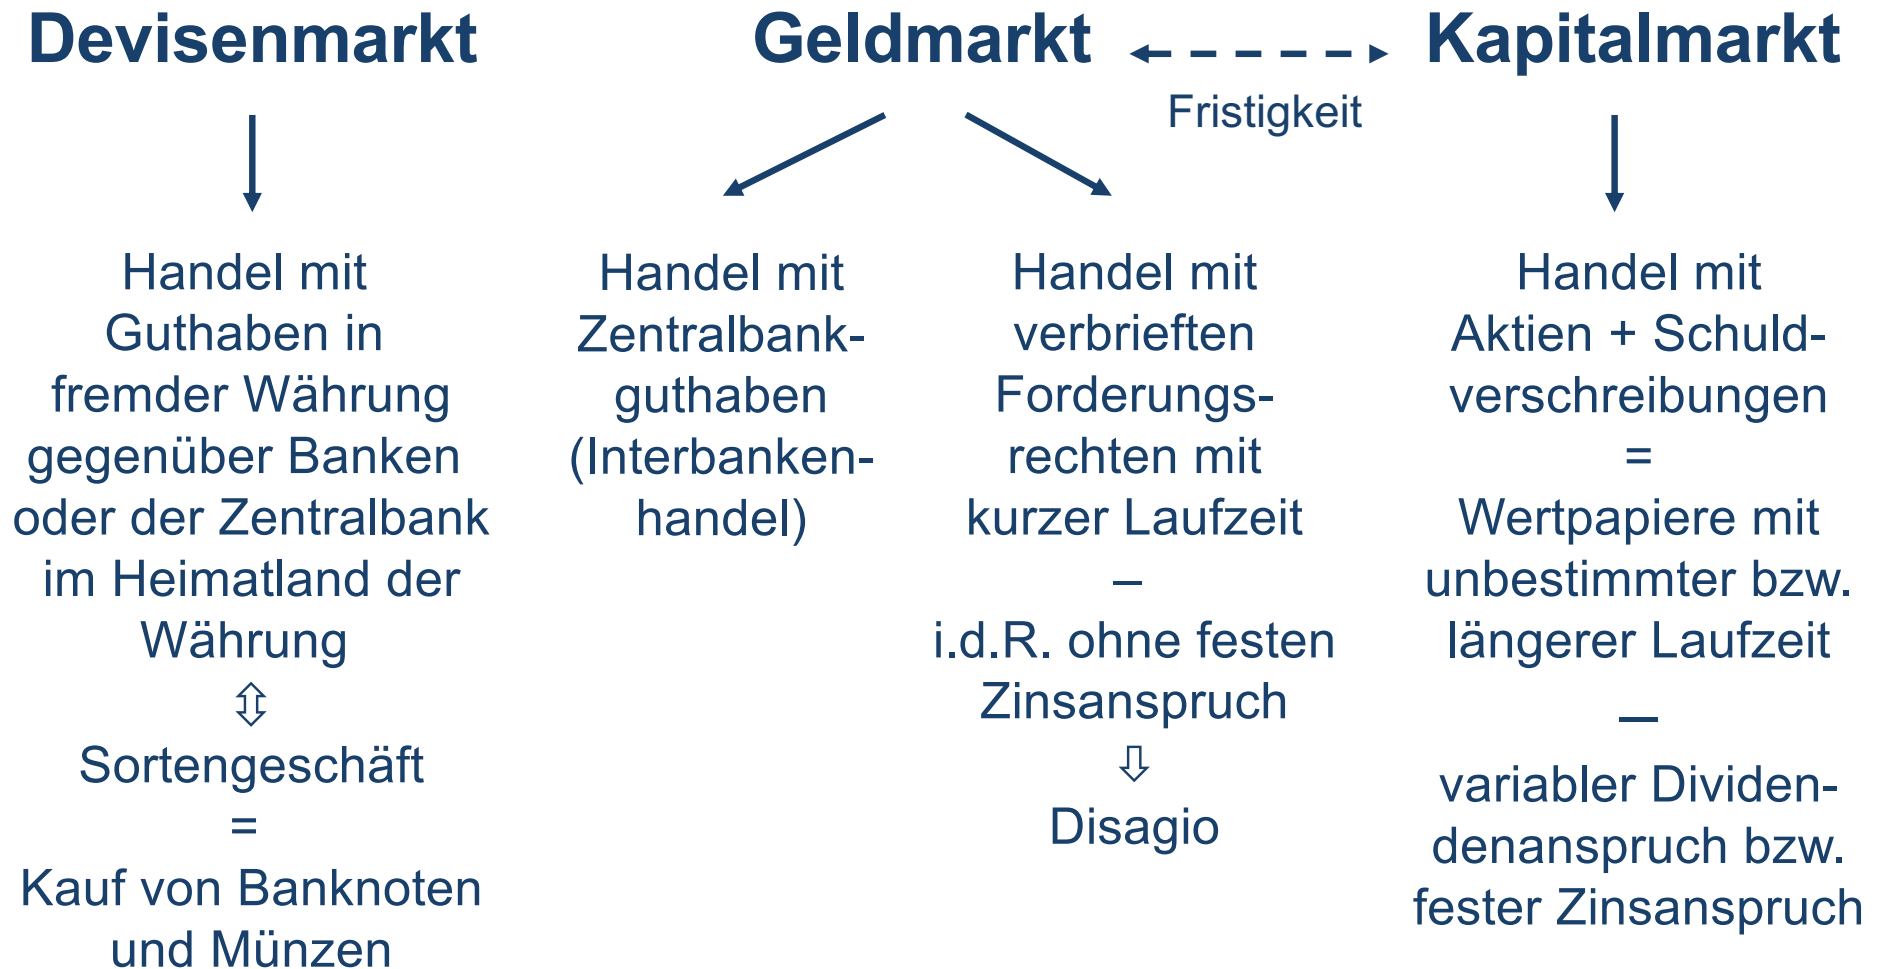 Devisenmarkt
Geldmarkt
Kapitalmarkt
Fristigkeit
Handel mit
Guthaben in
fremder Währung
gegenüber Banken
oder der Zentralbank
im Heimatland der
Währung
⇳
Sortengeschäft
=
Kauf von Banknoten
und Münzen
Handel mit
Zentralbank-
guthaben
(Interbanken-
handel)
Handel mit
verbrieften
Forderungs-
rechten mit
kurzer Laufzeit
–
i.d.R. ohne festen
Zinsanspruch
⇩
Disagio
Handel mit
Aktien + Schuld-
verschreibungen
=
Wertpapiere mit
unbestimmter bzw.
längerer Laufzeit
–
variabler Dividen-
denanspruch bzw.
fester Zinsanspruch